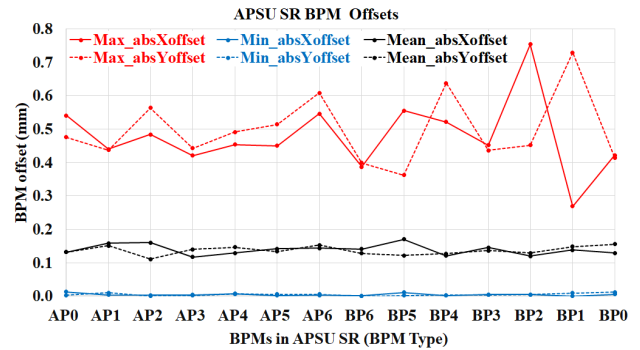 APSU SR BPM Offsets
Max_absXoffset Min_absXoffset Mean_absXoffset
Max_absYoffset Min_absYoffset Mean_absYoffset
0.8
0.7
0.6
0.5
0.4
0.3
0.2
0.1
0.0
BPM offset (mm)
AP0 AP1 AP2 AP3 AP4 AP5 AP6 BP6 BP5 BP4 BP3 BP2 BP1 BP0
BPMs in APSU SR (BPM Type)